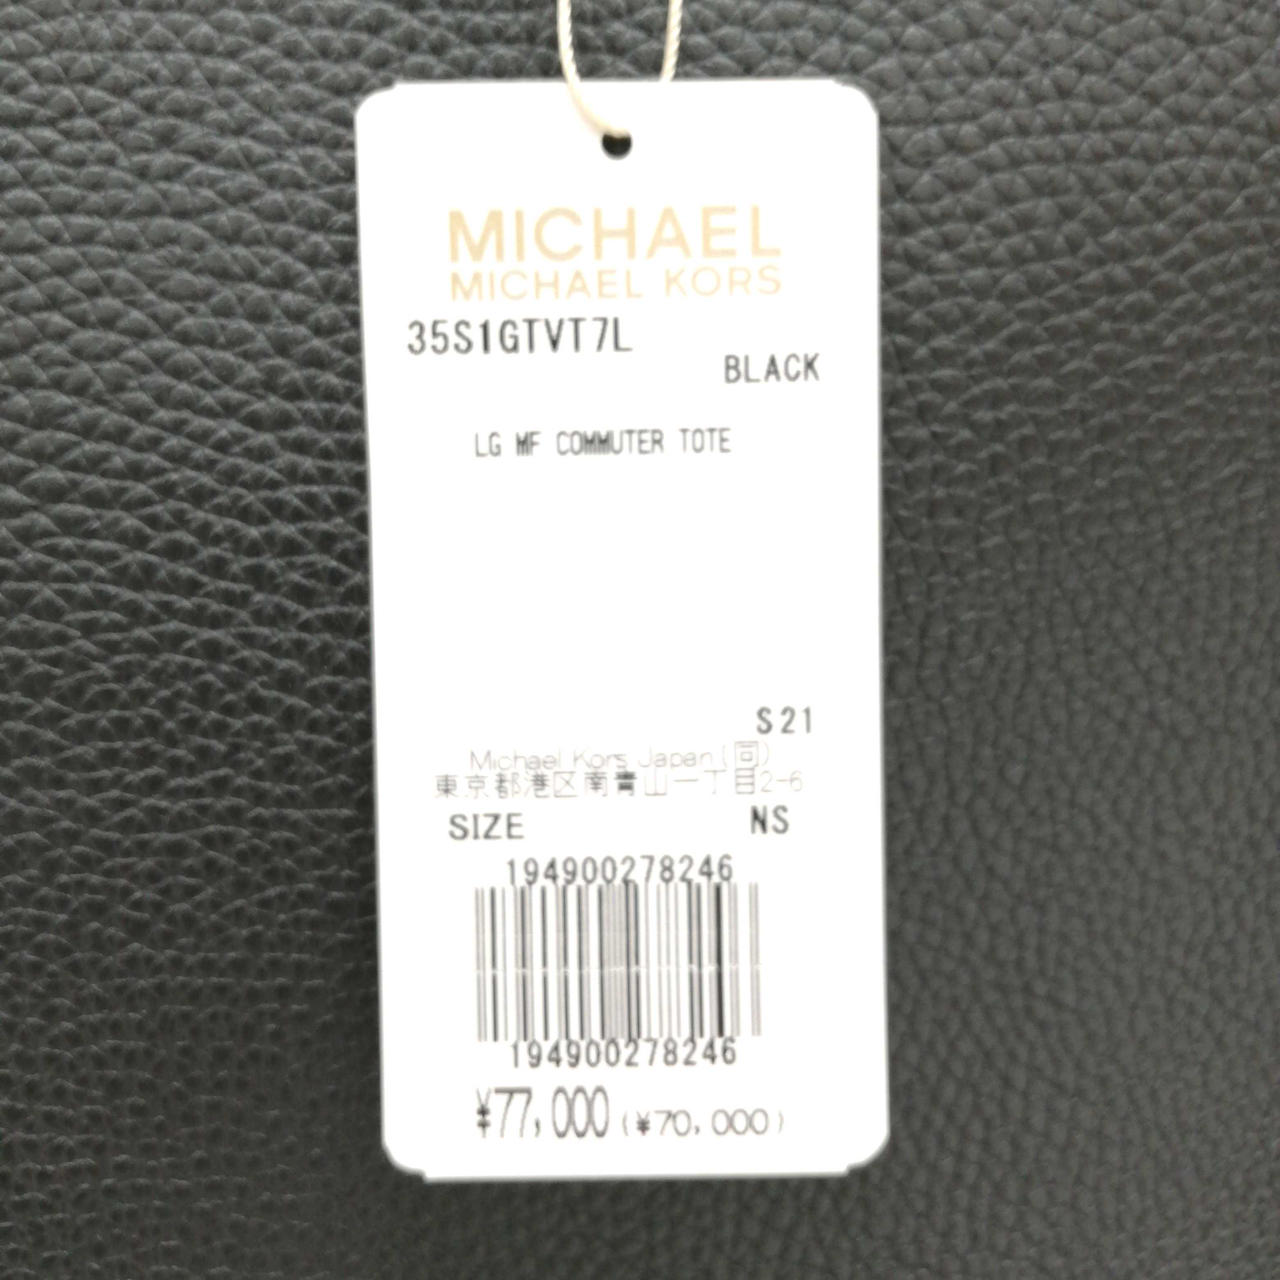 MICHAEL
MICHAEL KORS
35S1GTVT7L
BLACK
LG MF COMMUTER TOTE
S21
Michael Kors Japan(同)
東京都港区南青山一丁目2-6
SIZE NS
194900278246
194900278246
¥77,000 (¥70,000)